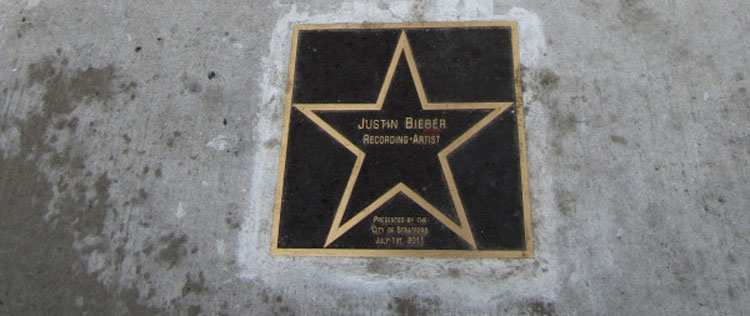 JUSTIN BIEBER
RECORDING·ARTIST
PRESENTED·BY THE
CITY OF STRATFORD
JULY·1ST, 2011